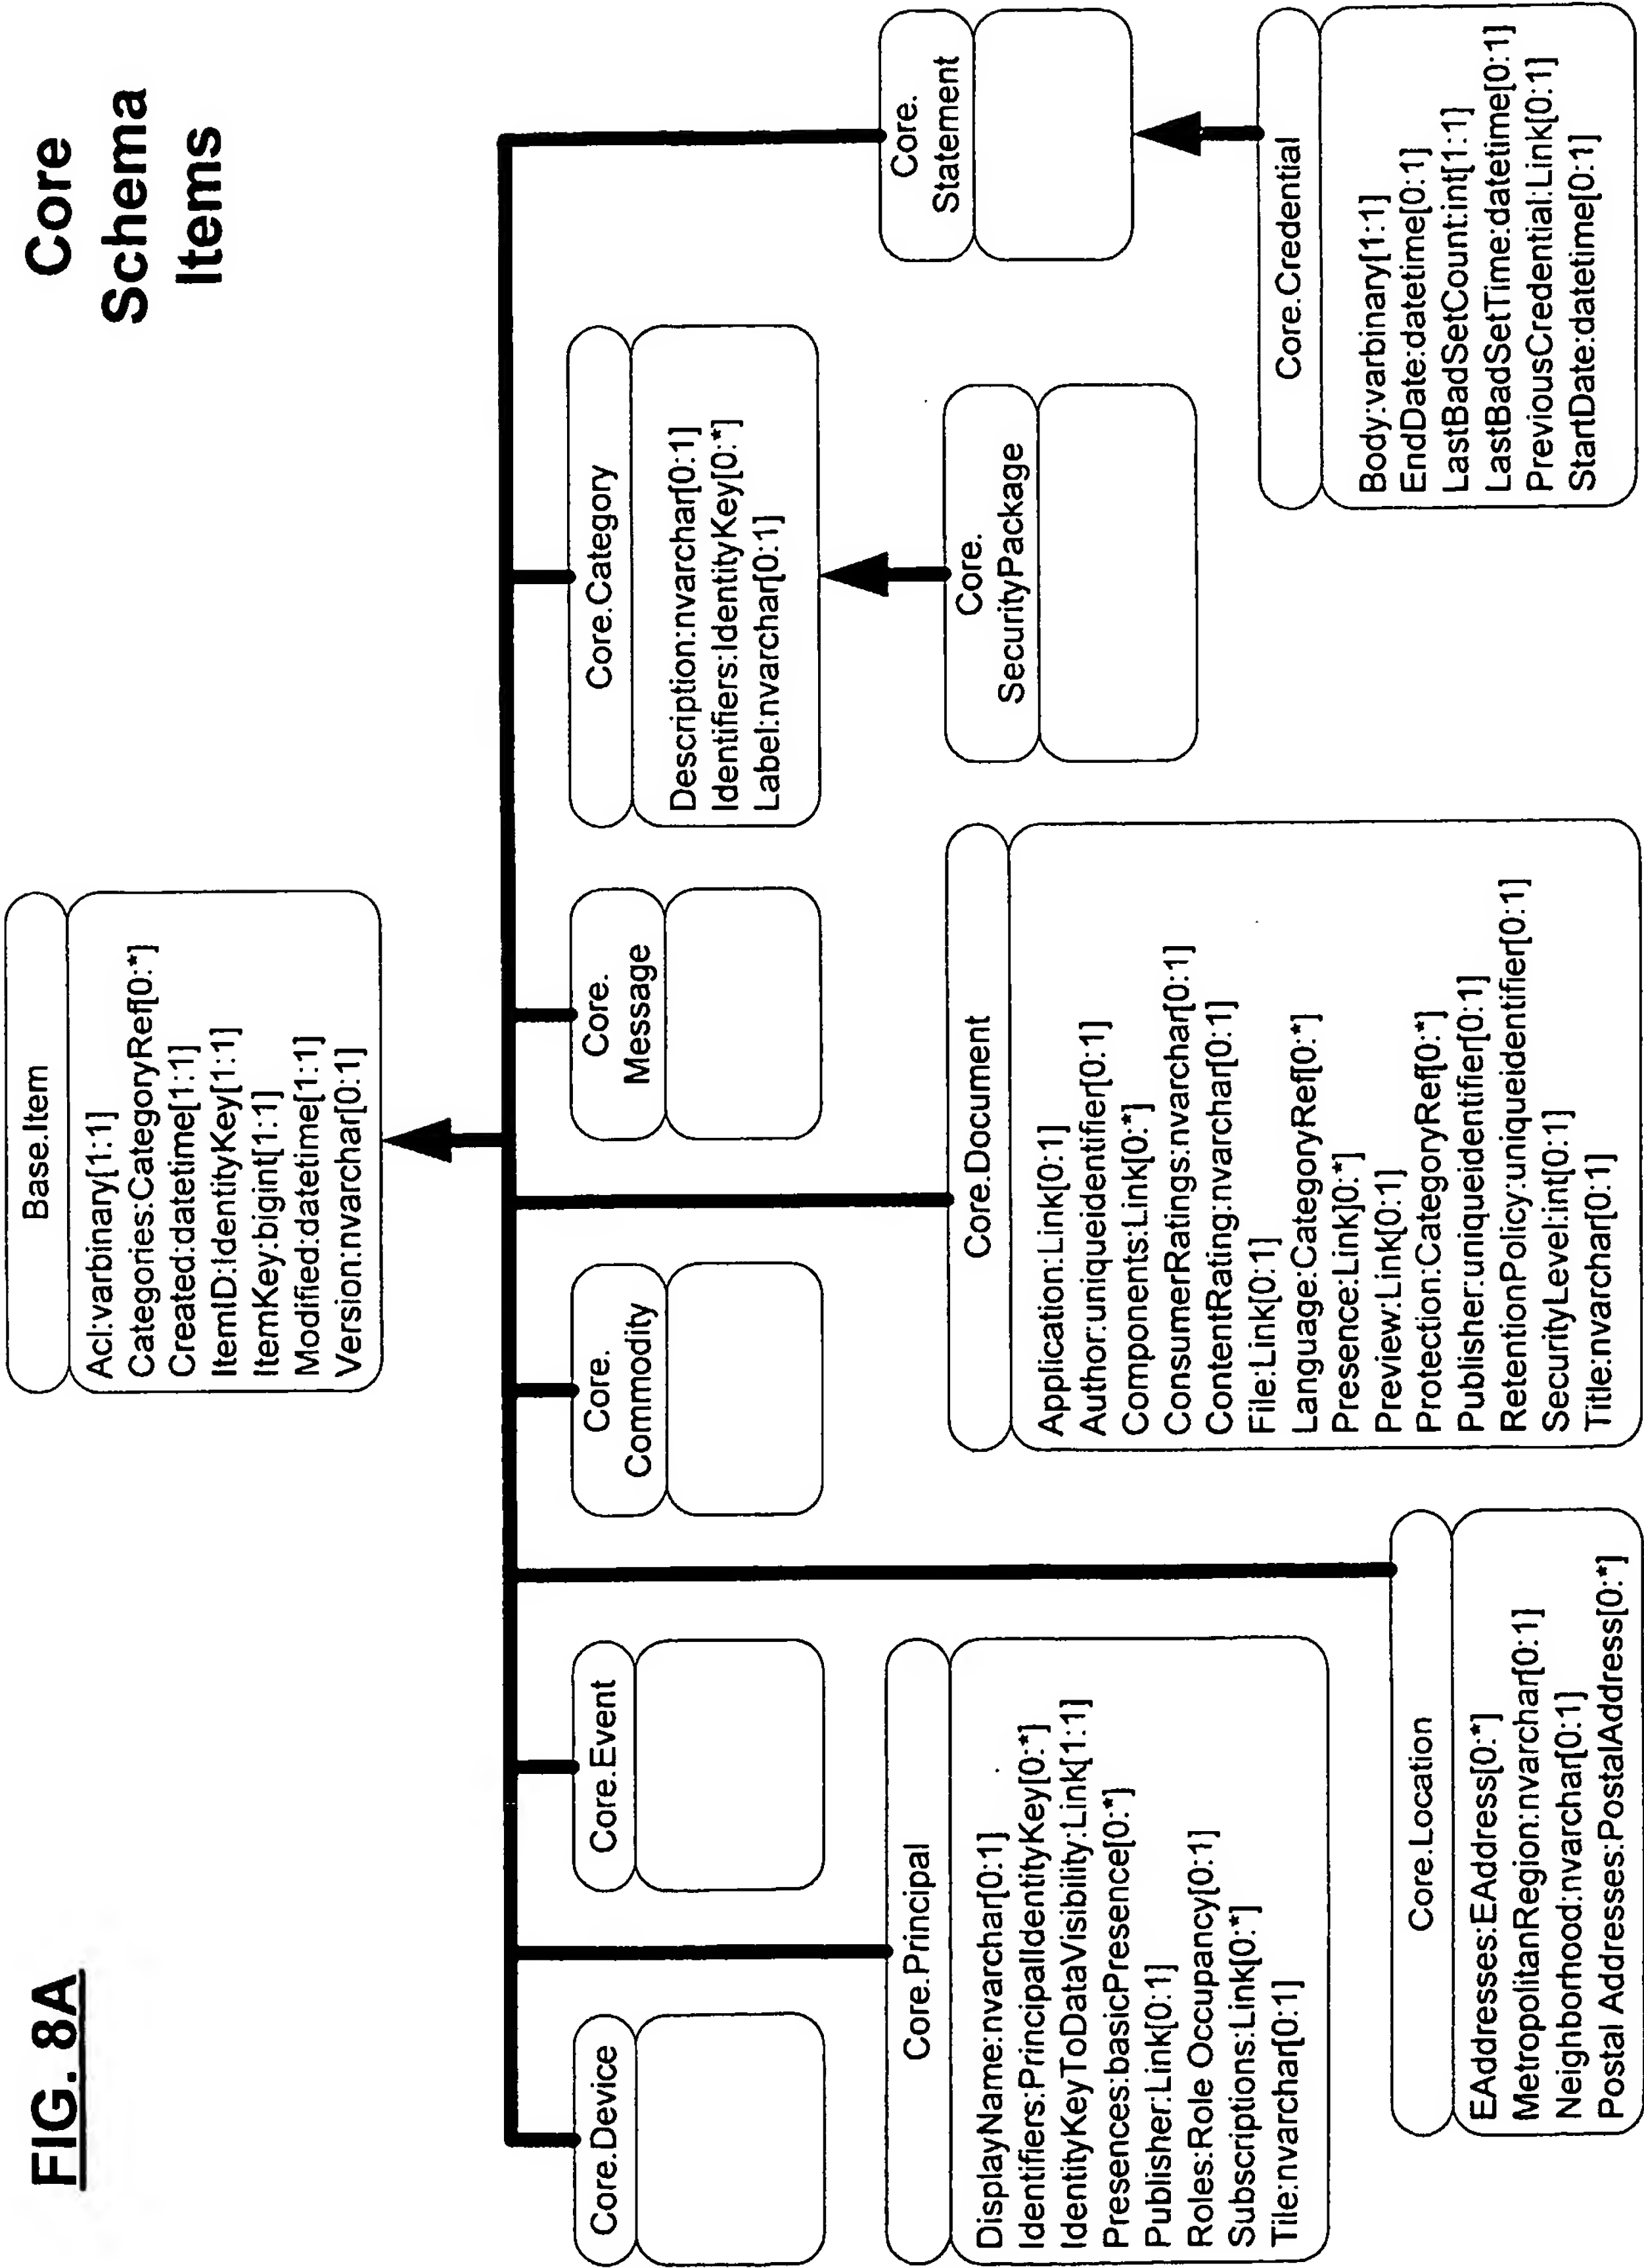 FIG. 8A
Core
Schema
Items
Base.Item
Acl:varbinary[1:1]
Categories:CategoryRef[0:*]
Created:datetime[1:1]
ItemID:IdentityKey[1:1]
ItemKey:bigint[1:1]
Modified:datetime[1:1]
Version:nvarchar[0:1]
Core.Device
Core.Event
Core.
Commodity
Core.
Message
Core.Category
Description:nvarchar[0:1]
Identifiers:IdentityKey[0:*]
Label:nvarchar[0:1]
Core.
Statement
Core.Principal
DisplayName:nvarchar[0:1]
Identifiers:PrincipalIdentityKey[0:*]
IdentityKeyToDataVisibility:Link[1:1]
Presences:basicPresence[0:*]
Publisher:Link[0:1]
Roles:Role Occupancy[0:1]
Subscriptions:Link[0:*]
Tile:nvarchar[0:1]
Core.Document
Application:Link[0:1]
Author:uniqueidentifier[0:1]
Components:Link[0:*]
ConsumerRatings:nvarchar[0:1]
ContentRating:nvarchar[0:1]
File:Link[0:1]
Language:CategoryRef[0:*]
Presence:Link[0:*]
Preview:Link[0:1]
Protection:CategoryRef[0:*]
Publisher:uniqueidentifier[0:1]
RetentionPolicy:uniqueidentifier[0:1]
SecurityLevel:int[0:1]
Title:nvarchar[0:1]
Core.
SecurityPackage
Core.Credential
Body:varbinary[1:1]
EndDate:datetime[0:1]
LastBadSetCount:int[1:1]
LastBadSetTime:datetime[0:1]
PreviousCredential:Link[0:1]
StartDate:datetime[0:1]
Core.Location
EAddresses:EAddress[0:*]
MetropolitanRegion:nvarchar[0:1]
Neighborhood:nvarchar[0:1]
Postal Addresses:PostalAddress[0:*]